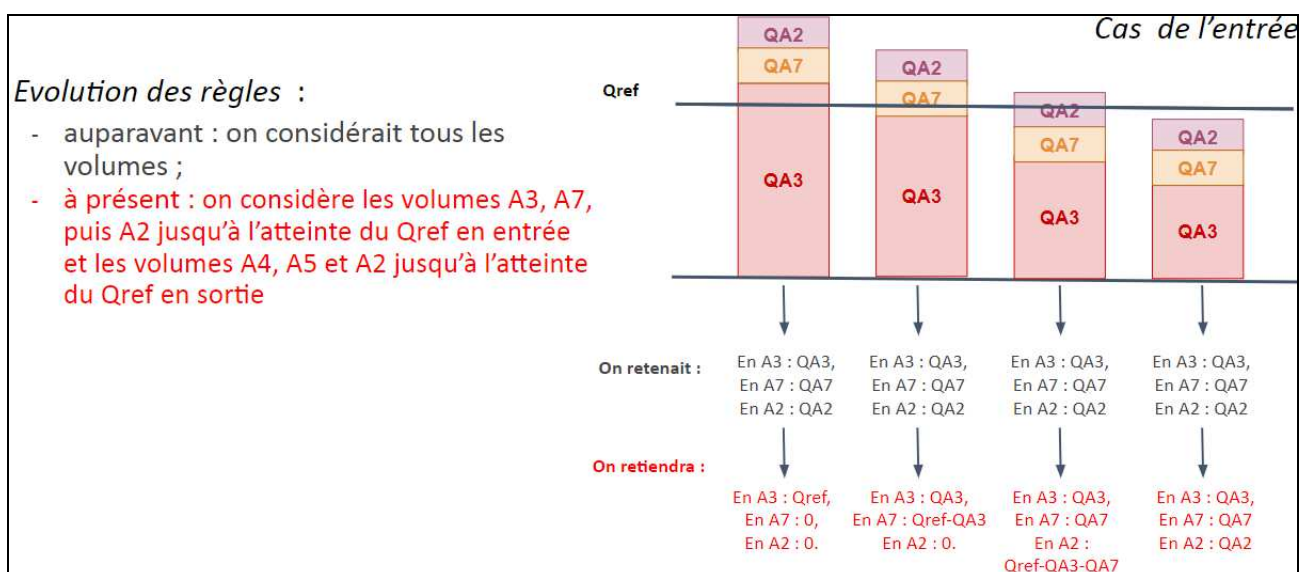 Cas de l'entrée
Evolution des règles :
- auparavant : on considérait tous les
volumes ;
- à présent : on considère les volumes A3, A7,
puis A2 jusqu'à l'atteinte du Qref en entrée
et les volumes A4, A5 et A2 jusqu'à l'atteinte
du Qref en sortie
Qref
QA2
QA7
QA3
QA2
QA7
QA3
QA2
QA7
QA3
QA2
QA7
QA3
On retenait :
En A3 : QA3,
En A7 : QA7
En A2 : QA2
En A3 : QA3,
En A7 : QA7
En A2 : QA2
En A3 : QA3,
En A7 : QA7
En A2 : QA2
En A3 : QA3,
En A7 : QA7
En A2 : QA2
On retiendra :
En A3 : Qref,
En A7 : 0,
En A2 : 0.
En A3 : QA3,
En A7 : Qref-QA3
En A2 : 0.
En A3 : QA3,
En A7 : QA7
En A2 :
Qref-QA3-QA7
En A3 : QA3,
En A7 : QA7
En A2 : QA2